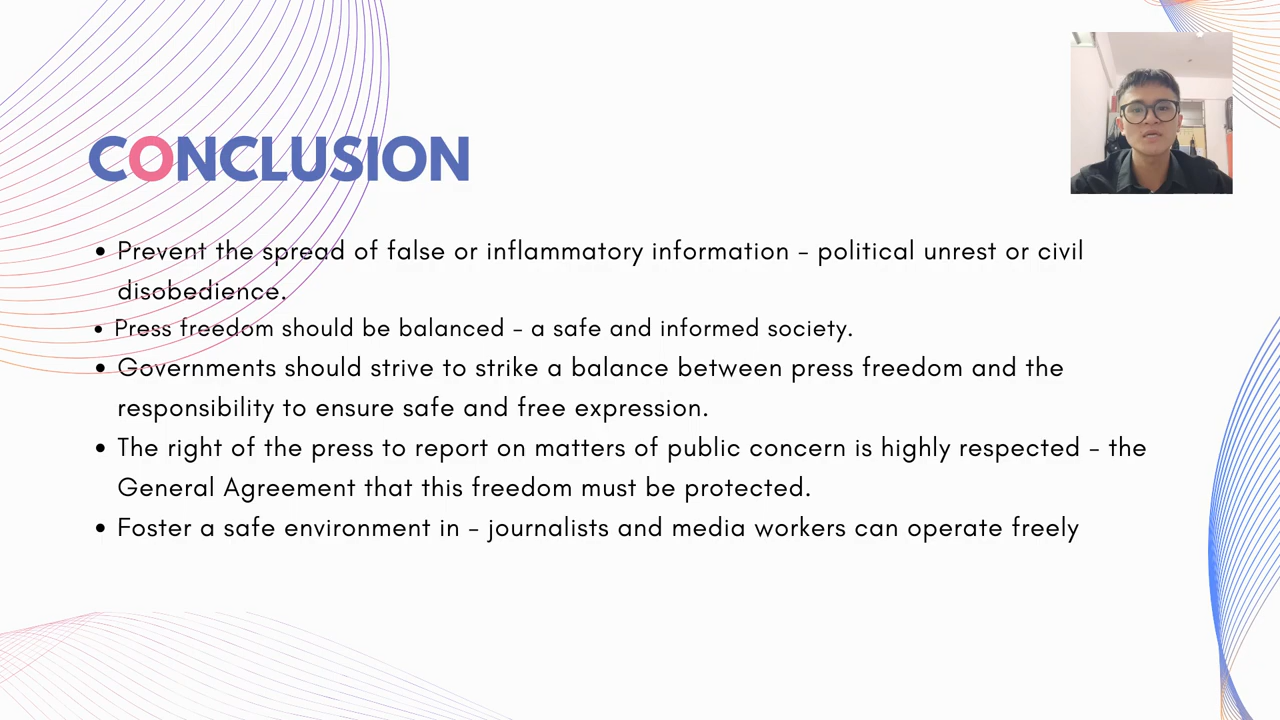 CONCLUSION
• Prevent the spread of false or inflammatory information - political unrest or civil
disobedience.
• Press freedom should be balanced - a safe and informed society.
• Governments should strive to strike a balance between press freedom and the
responsibility to ensure safe and free expression.
• The right of the press to report on matters of public concern is highly respected - the
General Agreement that this freedom must be protected.
• Foster a safe environment in - journalists and media workers can operate freely